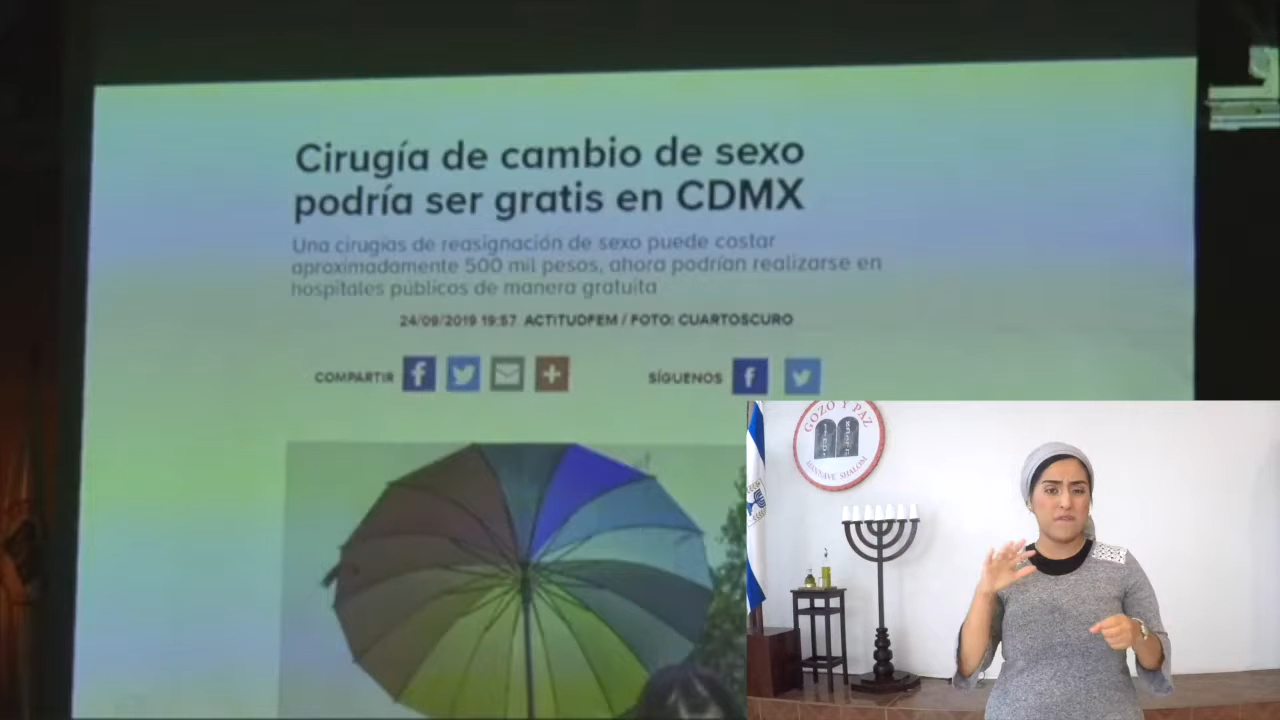 Cirugía de cambio de sexo
podría ser gratis en CDMX
Una cirugías de reasignación de sexo puede costar
aproximadamente 500 mil pesos, ahora podrían realizarse en
hospitales públicos de manera gratuita
24/09/2019 19:57 ACTITUDFEM / FOTO: CUARTOSCURO
COMPARTIR
SÍGUENOS
GOZO Y PAZ
HANNAVE SHALOM